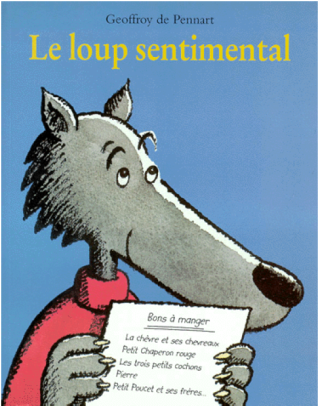 Geoffroy de Pennart
Le loup sentimental
Bons à manger
La chèvre et ses chevreaux
Petit Chaperon rouge
Les trois petits cochons
Pierre
Petit Poucet et ses frères...